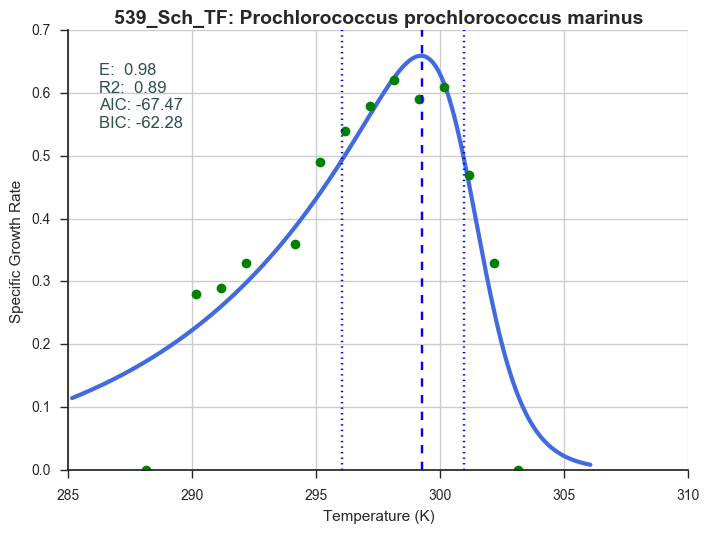 539_Sch_TF: Prochlorococcus prochlorococcus marinus
E:  0.98
R2:  0.89
AIC: -67.47
BIC: -62.28
Specific Growth Rate
0.7
0.6
0.5
0.4
0.3
0.2
0.1
0.0
285 290 295 300 305 310
Temperature (K)